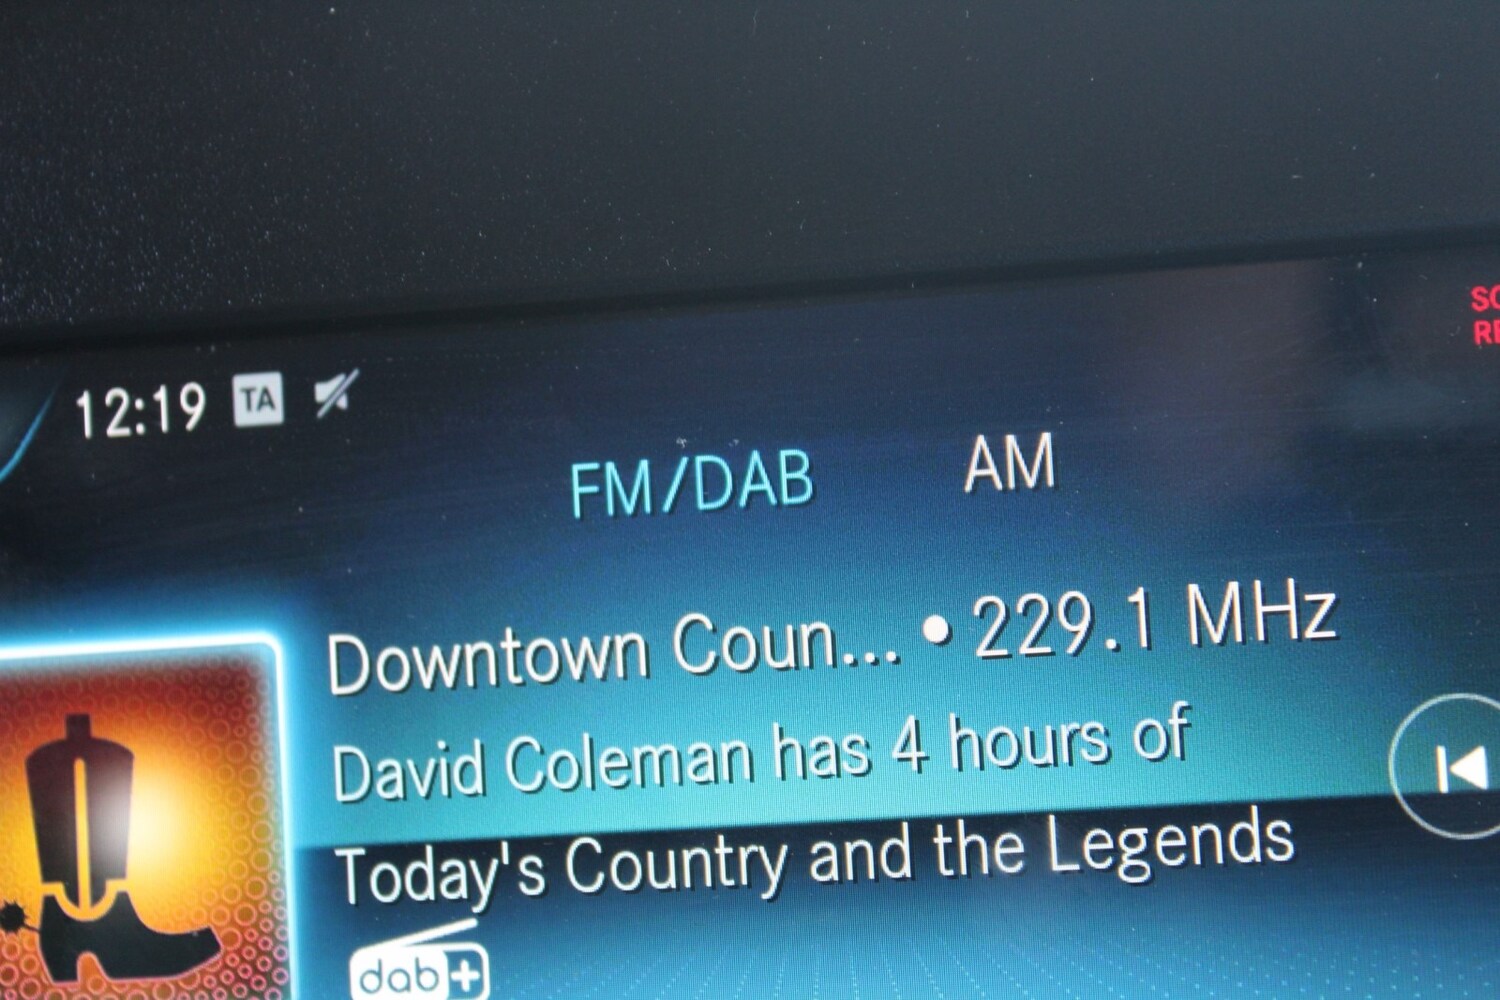 12:19 TA
FM/DAB AM
Downtown Coun... • 229.1 MHz
David Coleman has 4 hours of
Today's Country and the Legends
dab+